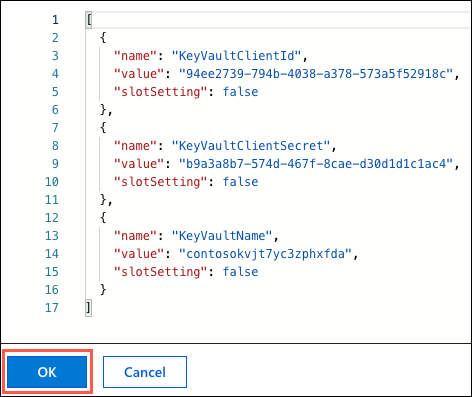 1 [
2 {
3 "name": "KeyVaultClientId",
4 "value": "94ee2739-794b-4038-a378-573a5f52918c",
5 "slotSetting": false
6 },
7 {
8 "name": "KeyVaultClientSecret",
9 "value": "b9a3a8b7-574d-467f-8cae-d30d1d1c1ac4",
10 "slotSetting": false
11 },
12 {
13 "name": "KeyVaultName",
14 "value": "contosokvjt7yc3zphxfda",
15 "slotSetting": false
16 }
17 ]
OK Cancel